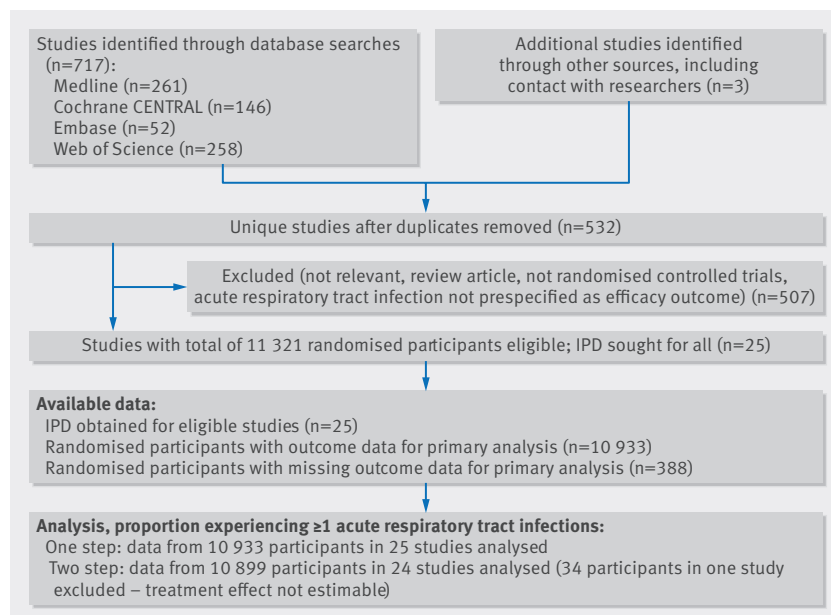 Studies identified through database searches
(n=717):
Medline (n=261)
Cochrane CENTRAL (n=146)
Embase (n=52)
Web of Science (n=258)
Additional studies identified
through other sources, including
contact with researchers (n=3)
Unique studies after duplicates removed (n=532)
Excluded (not relevant, review article, not randomised controlled trials,
acute respiratory tract infection not prespecified as efficacy outcome) (n=507)
Studies with total of 11 321 randomised participants eligible; IPD sought for all (n=25)
Available data:
IPD obtained for eligible studies (n=25)
Randomised participants with outcome data for primary analysis (n=10 933)
Randomised participants with missing outcome data for primary analysis (n=388)
Analysis, proportion experiencing ≥1 acute respiratory tract infections:
One step: data from 10 933 participants in 25 studies analysed
Two step: data from 10 899 participants in 24 studies analysed (34 participants in one study
excluded – treatment effect not estimable)